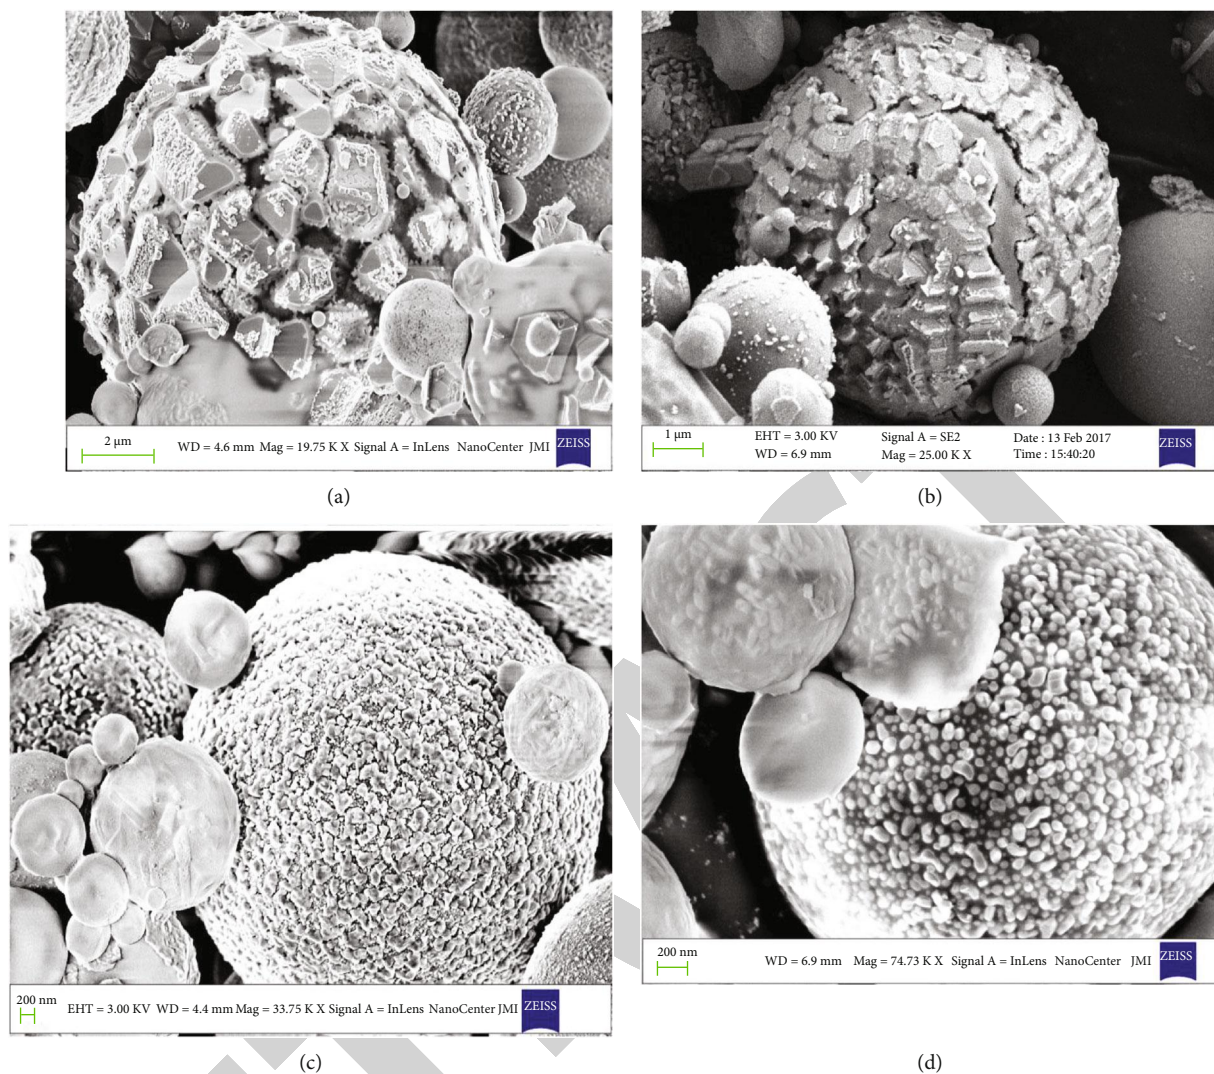 2 μm
WD = 4.6 mm Mag = 19.75 K X Signal A = InLens NanoCenter JMI
ZEISS
(a)
1 μm
EHT = 3.00 KV Signal A = SE2 Date : 13 Feb 2017
WD = 6.9 mm Mag = 25.00 K X Time : 15:40:20
ZEISS
(b)
200 nm
EHT = 3.00 KV WD = 4.4 mm Mag = 33.75 K X Signal A = InLens NanoCenter JMI
ZEISS
(c)
200 nm
WD = 6.9 mm Mag = 74.73 K X Signal A = InLens NanoCenter JMI
ZEISS
(d)